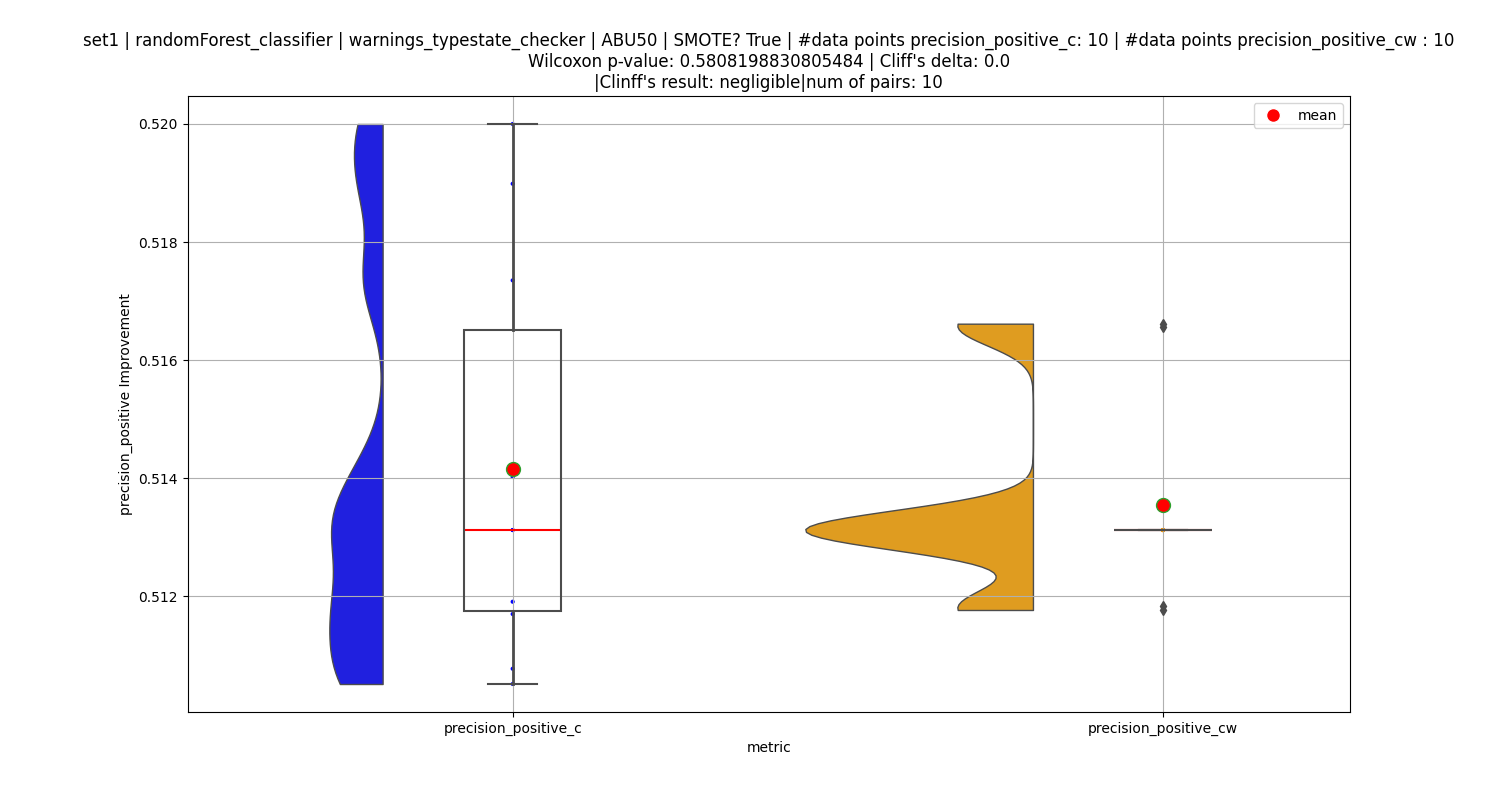 set1 | randomForest_classifier | warnings_typestate_checker | ABU50 | SMOTE? True | #data points precision_positive_c: 10 | #data points precision_positive_cw : 10
Wilcoxon p-value: 0.5808198830805484 | Cliff's delta: 0.0
|Clinff's result: negligible|num of pairs: 10
mean
0.520
0.518
0.516
0.514
0.512
precision_positive Improvement
precision_positive_c
precision_positive_cw
metric